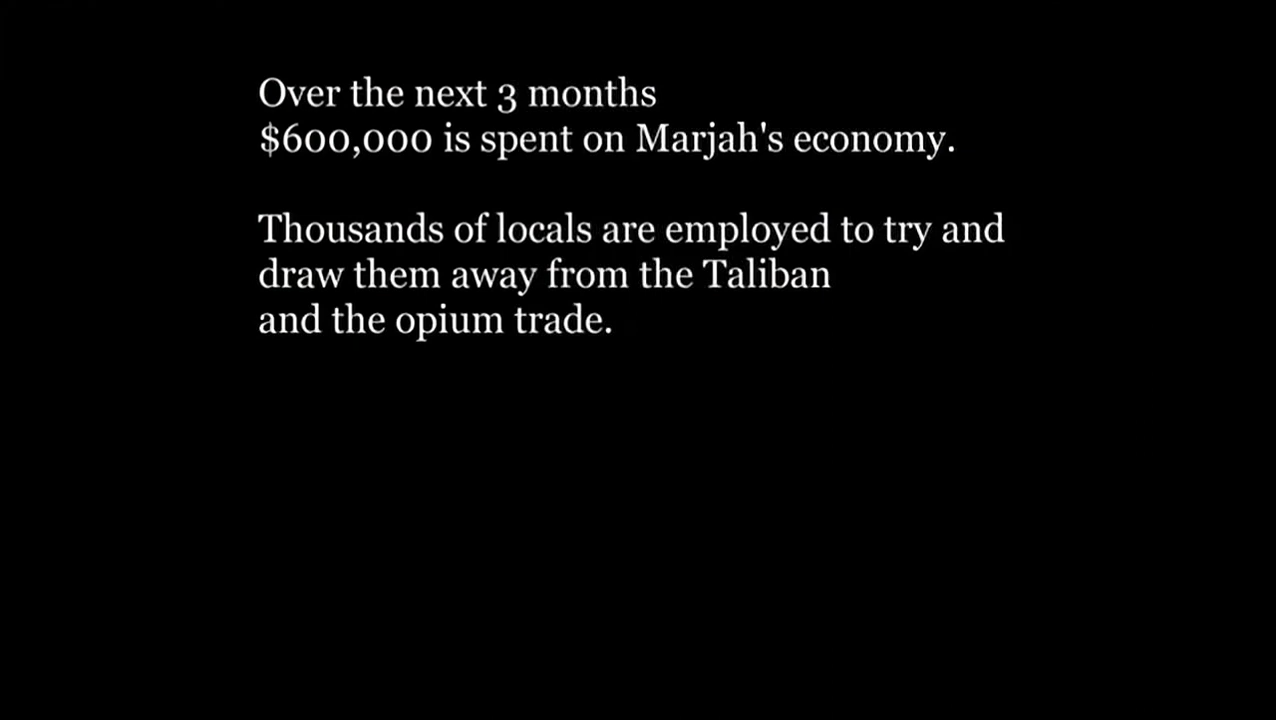 Over the next 3 months
$600,000 is spent on Marjah's economy.
Thousands of locals are employed to try and
draw them away from the Taliban
and the opium trade.